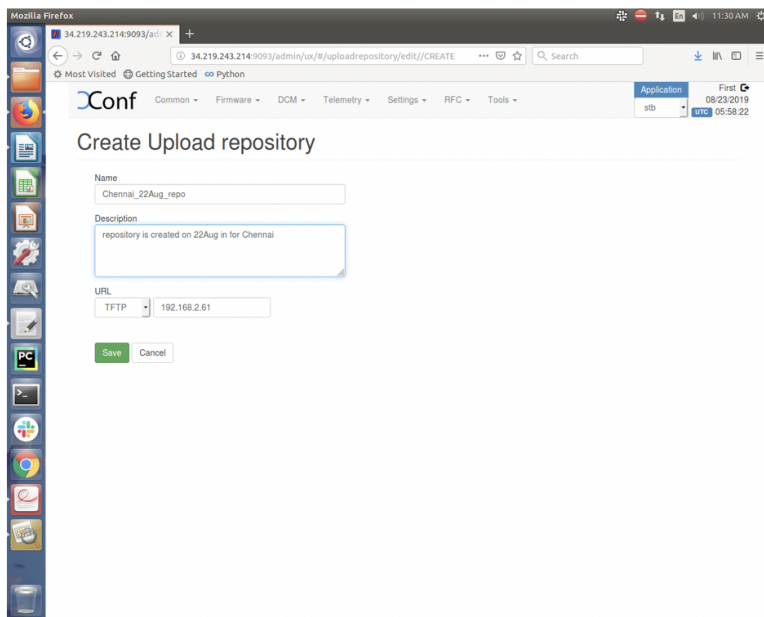 Mozilla Firefox
En
11:30 AM
34.219.243.214:9093/ad
34.219.243.214:9093/admin/ux/#/uploadrepository/edit//CREATE
Search
Most Visited
Getting Started
Python
XConf
Common
Firmware
DCM
Telemetry
Settings
RFC
Tools
Application
stb
First
08/23/2019
UTC 05:58:22
Create Upload repository
Name
Chennai_22Aug_repo
Description
repository is created on 22Aug in for Chennai
URL
TFTP
192.168.2.61
Save
Cancel
PC